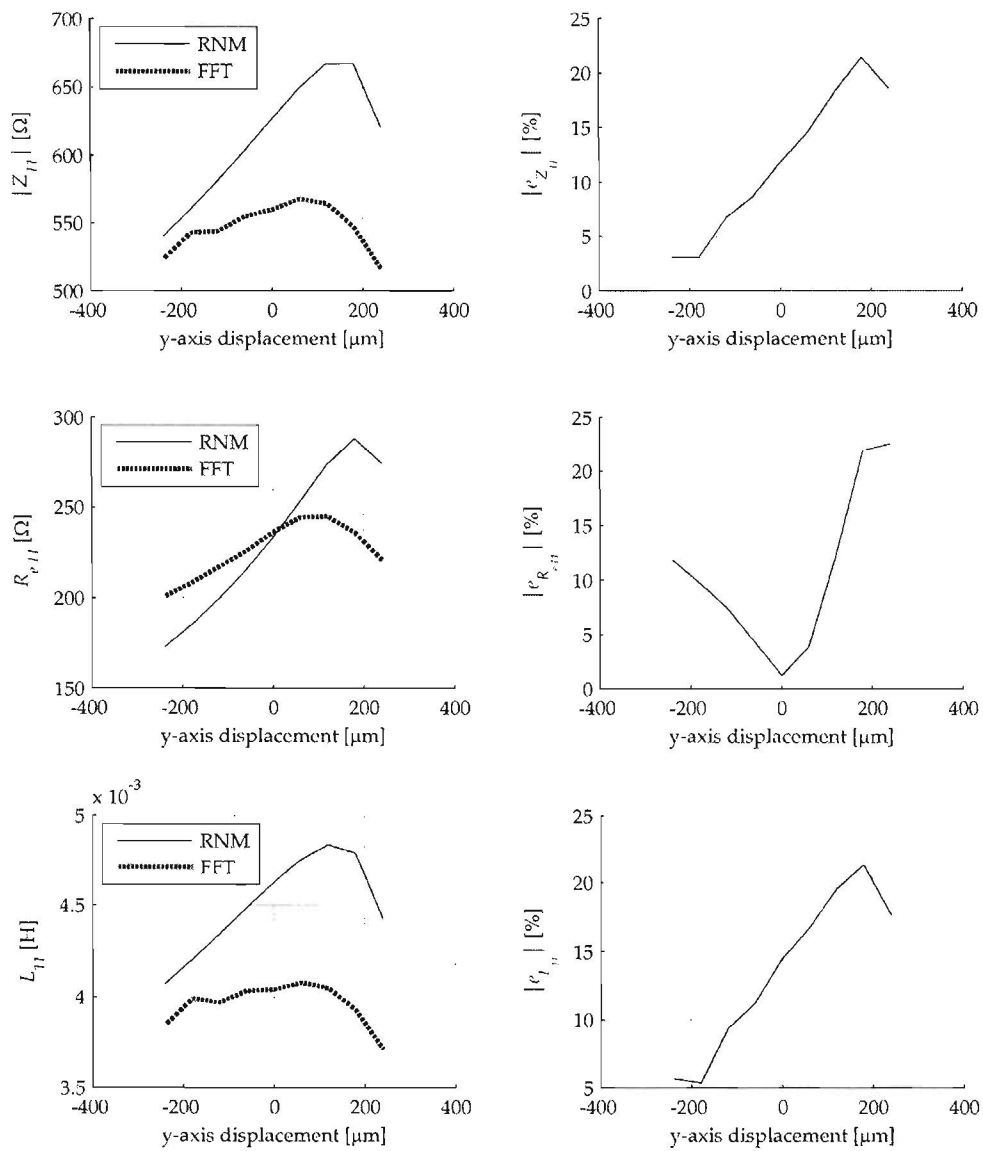 700
650
600
550
500
|Z11| [Ω]
RNM
FFT
-400 -200 0 200 400
y-axis displacement [µm]
25
20
15
10
5
0
|eZ11| [%]
-400 -200 0 200 400
y-axis displacement [µm]
300
250
200
150
Re11 [Ω]
RNM
FFT
-400 -200 0 200 400
y-axis displacement [µm]
25
20
15
10
5
0
|eRe11| [%]
-400 -200 0 200 400
y-axis displacement [µm]
x 10-3
5
4.5
4
3.5
L11 [H]
RNM
FFT
-400 -200 0 200 400
y-axis displacement [µm]
25
20
15
10
5
|eL11| [%]
-400 -200 0 200 400
y-axis displacement [µm]